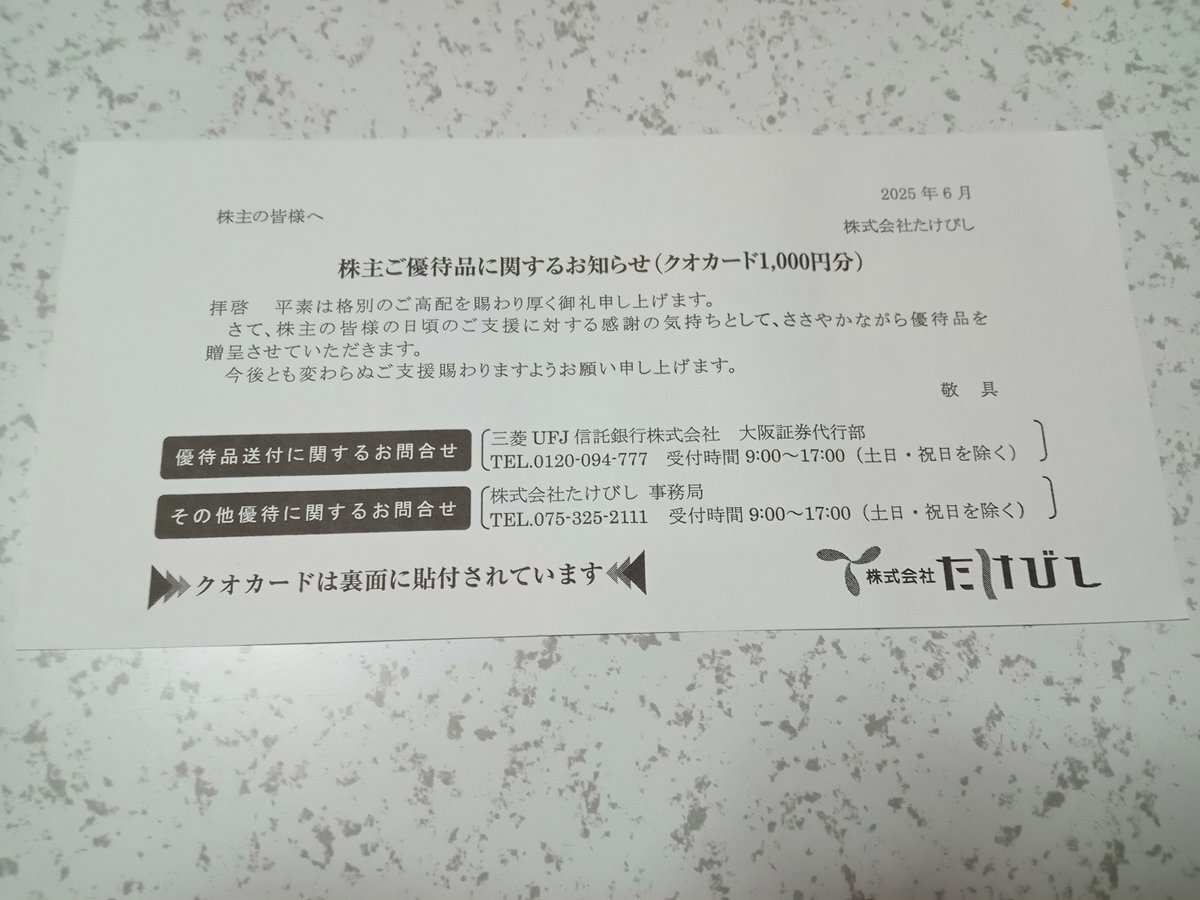 2025年6月
株主の皆様へ
株式会社たけびし
株主ご優待品に関するお知らせ(クオカード1,000円分)
拝啓　平素は格別のご高配を賜わり厚く御礼申し上げます。
さて、株主の皆様の日頃のご支援に対する感謝の気持ちとして、ささやかながら優待品を
贈呈させていただきます。
今後とも変わらぬご支援賜わりますようお願い申し上げます。
敬　具
優待品送付に関するお問合せ
三菱UFJ信託銀行株式会社　大阪証券代行部
TEL.0120-094-777　受付時間9:00～17:00（土日・祝日を除く）
その他優待に関するお問合せ
株式会社たけびし 事務局
TEL.075-325-2111　受付時間9:00～17:00（土日・祝日を除く）
クオカードは裏面に貼付されています
株式会社たけびし